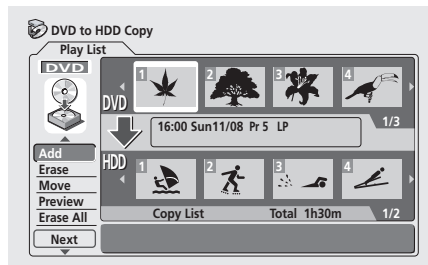 DVD to HDD Copy
Play List
DVD
1 2 3 4
DVD
16:00 Sun11/08 Pr 5 LP
1/3
Add
Erase
Move
Preview
Erase All
Next
HDD
1 2 3 4
Copy List Total 1h30m 1/2